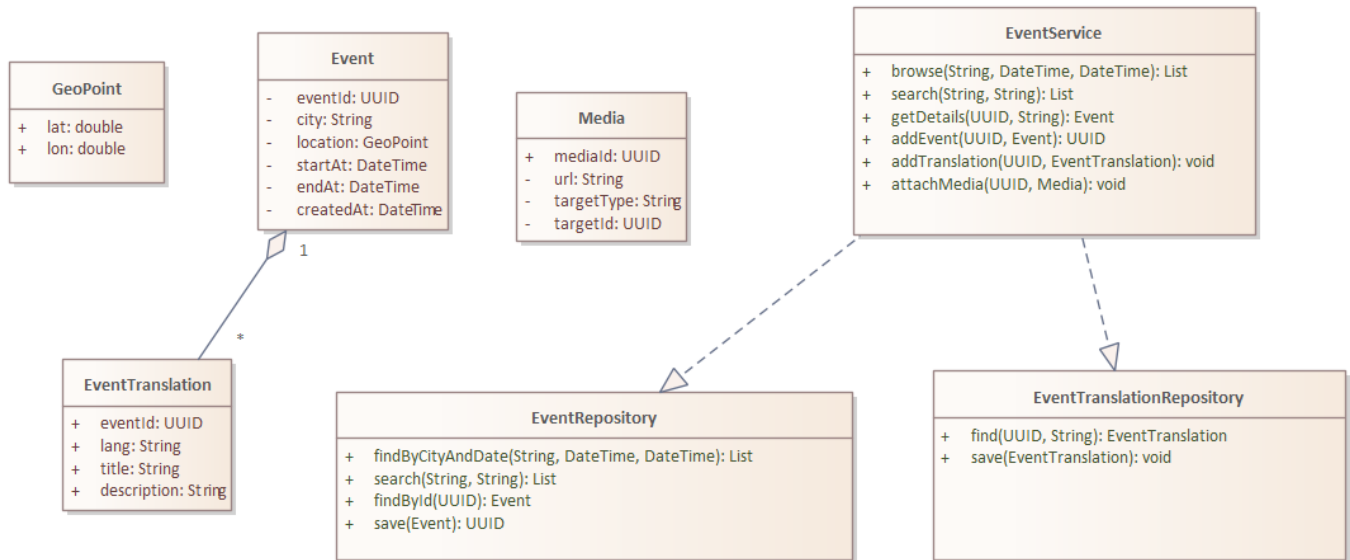 GeoPoint
+ lat: double
+ lon: double
Event
- eventId: UUID
- city: String
- location: GeoPoint
- startAt: DateTime
- endAt: DateTime
- createdAt: DateTime
1
*
Media
+ mediaId: UUID
- url: String
- targetType: String
- targetId: UUID
EventService
+ browse(String, DateTime, DateTime): List
+ search(String, String): List
+ getDetails(UUID, String): Event
+ addEvent(UUID, Event): UUID
+ addTranslation(UUID, EventTranslation): void
+ attachMedia(UUID, Media): void
EventTranslation
+ eventId: UUID
+ lang: String
+ title: String
+ description: String
EventRepository
+ findByCityAndDate(String, DateTime, DateTime): List
+ search(String, String): List
+ findById(UUID): Event
+ save(Event): UUID
EventTranslationRepository
+ find(UUID, String): EventTranslation
+ save(EventTranslation): void